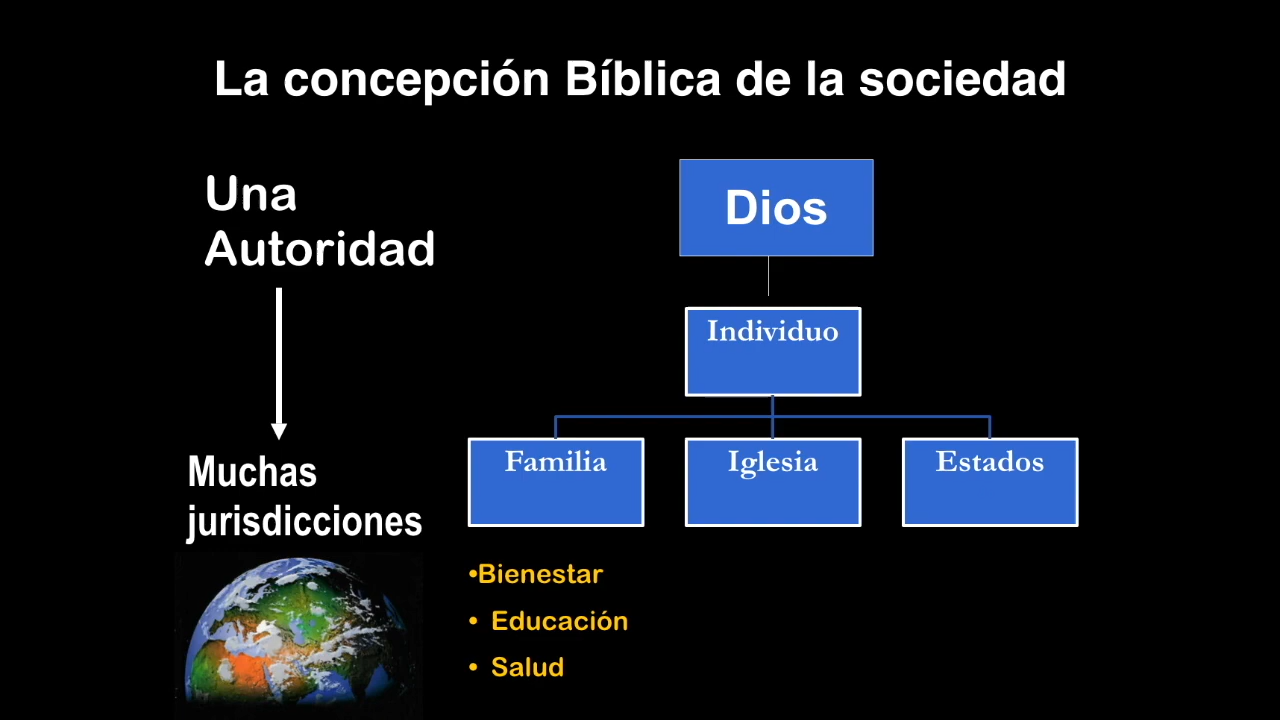 La concepción Bíblica de la sociedad
Una
Autoridad
Dios
Individuo
Muchas
jurisdicciones
Familia
Iglesia
Estados
•Bienestar
• Educación
• Salud